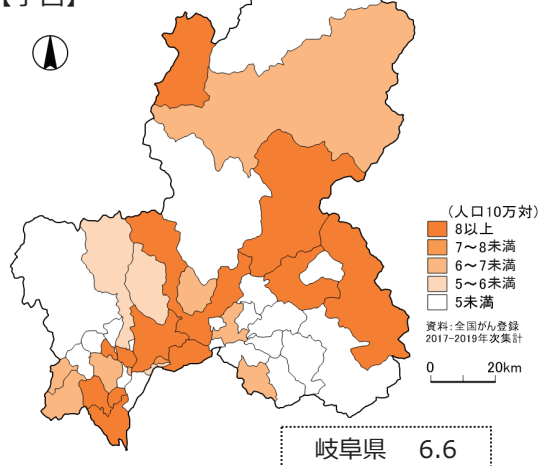 【子宮】
(人口10万対)
8以上
7～8未満
6～7未満
5～6未満
5未満
資料:全国がん登録
2017-2019年次集計
0 20km
岐阜県 6.6